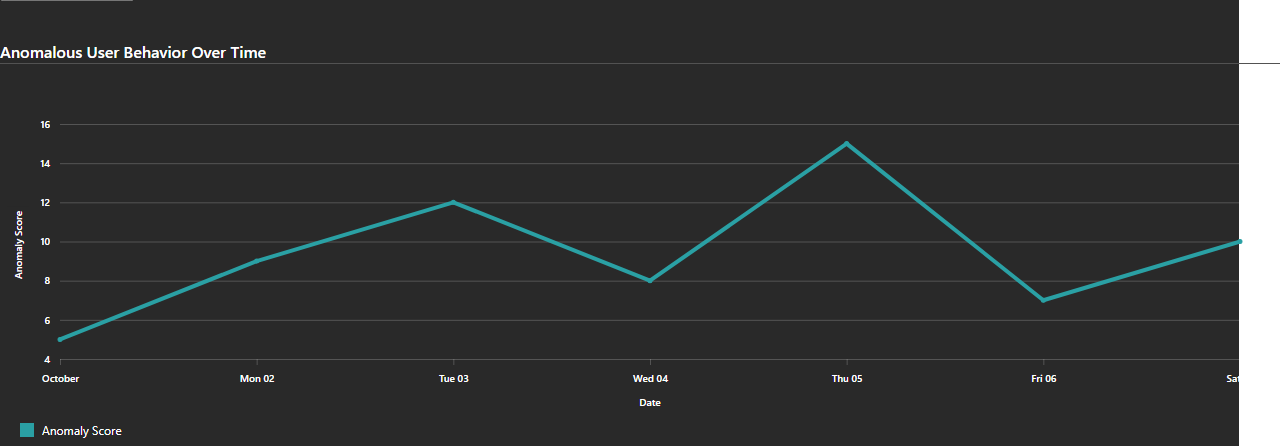 Anomalous User Behavior Over Time
16
14
12
10
8
6
4
Anomaly Score
October Mon 02 Tue 03 Wed 04 Thu 05 Fri 06 Sat
Date
Anomaly Score